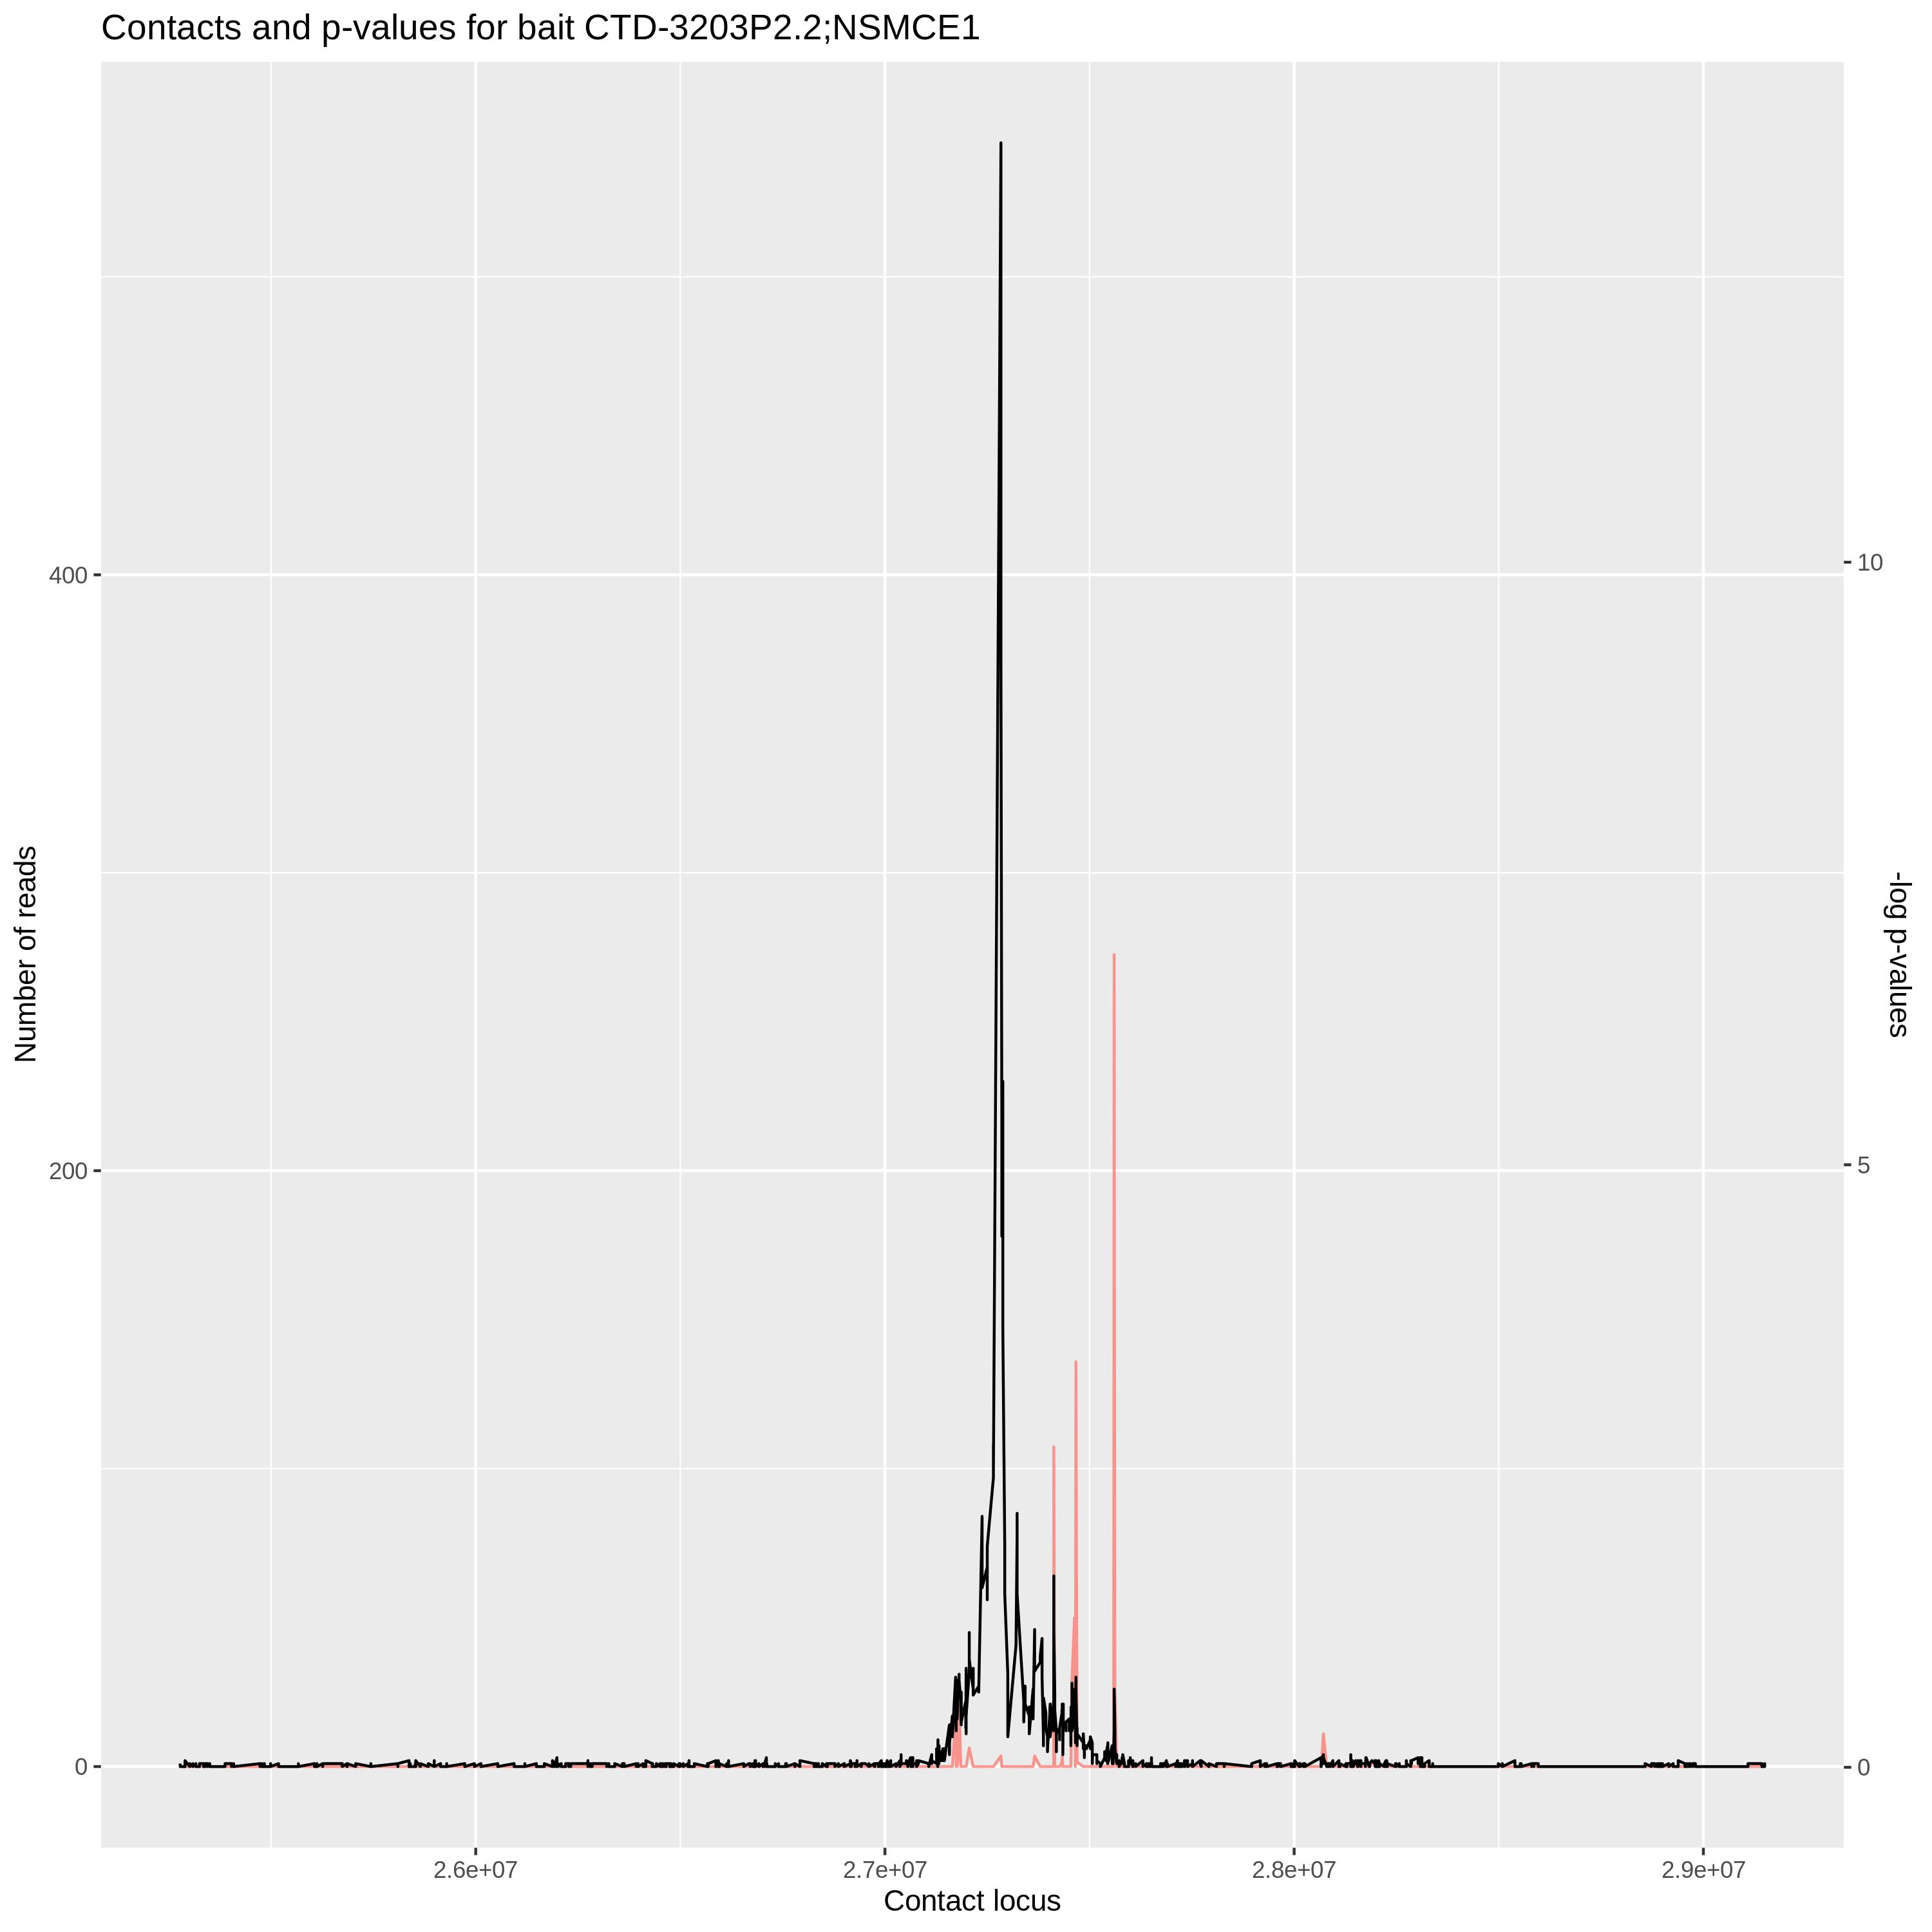 Contacts and p-values for bait CTD-3203P2.2;NSMCE1
Number of reads
400
200
0
10
5
0
-log p-values
2.6e+07
2.7e+07
2.8e+07
2.9e+07
Contact locus